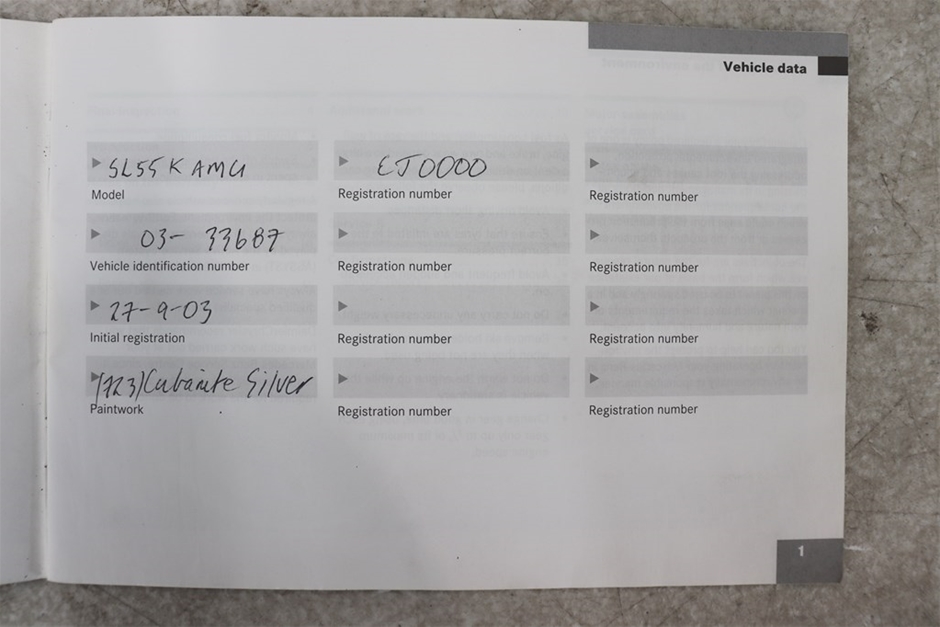 Vehicle data
SL55 K AMG
Model
CJ0000
Registration number
Registration number
03- 33687
Vehicle identification number
Registration number
Registration number
27-9-03
Initial registration
Registration number
Registration number
(723) Cubanite Silver
Paintwork
Registration number
Registration number
1